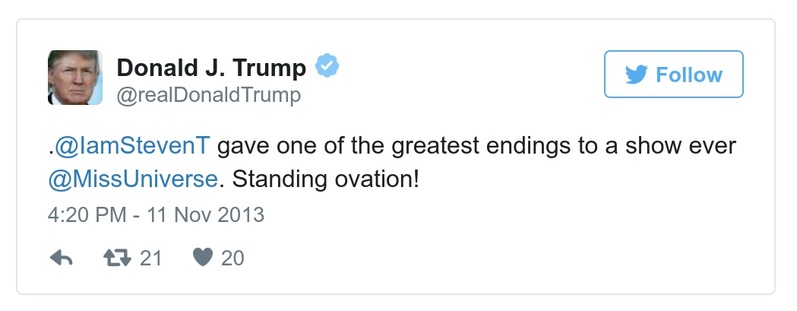 Donald J. Trump
@realDonaldTrump
Follow
.@IamStevenT gave one of the greatest endings to a show ever
@MissUniverse. Standing ovation!
4:20 PM - 11 Nov 2013
21 20